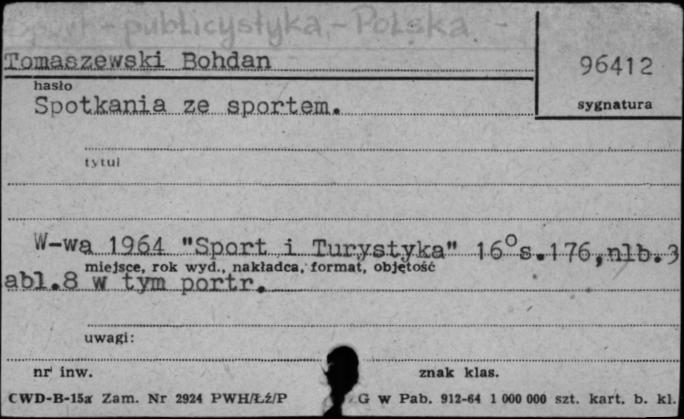 sport - publicystyka - Polska -
Tomaszewski Bohdan
96412
hasło
sygnatura
Spotkania ze sportem.
tytuł
W-wa 1964 "Sport i Turystyka" 16° s.176,nlb.3
miejsce, rok wyd., nakładca, format, objętość
abl.8 w tym portr.
uwagi:
nr inw.
znak klas.
CWD-B-15a Zam. Nr 2924 PWH/Łź/P G w Pab. 912-64 1 000 000 szt. kart. b. kl.